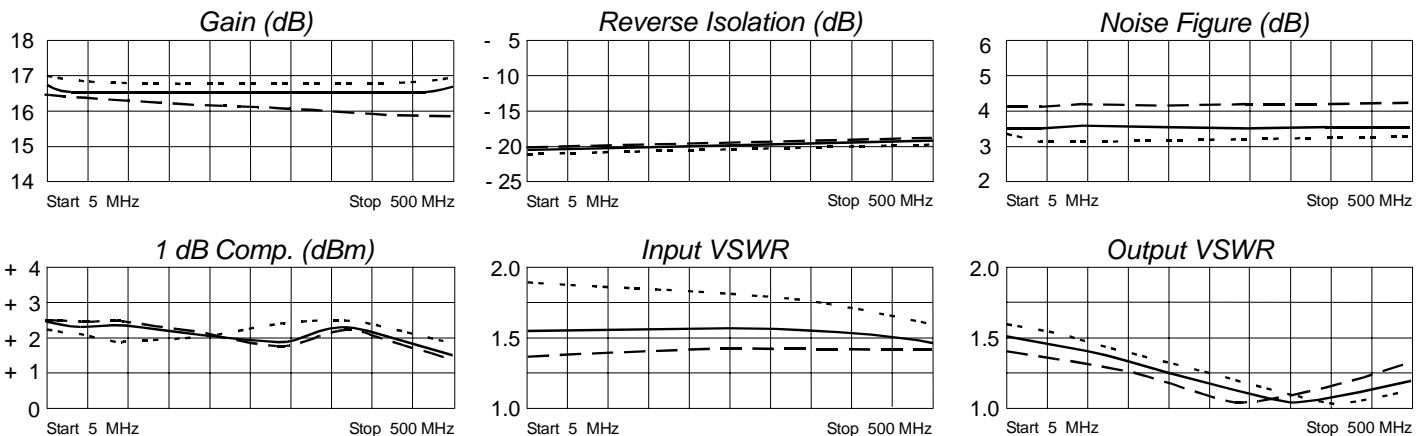 Gain (dB)
18
17
16
15
14
Start 5 MHz
Stop 500 MHz
Reverse Isolation (dB)
- 5
- 10
- 15
- 20
- 25
Start 5 MHz
Stop 500 MHz
Noise Figure (dB)
6
5
4
3
2
Start 5 MHz
Stop 500 MHz
1 dB Comp. (dBm)
+ 4
+ 3
+ 2
+ 1
0
Start 5 MHz
Stop 500 MHz
Input VSWR
2.0
1.5
1.0
Start 5 MHz
Stop 500 MHz
Output VSWR
2.0
1.5
1.0
Start 5 MHz
Stop 500 MHz